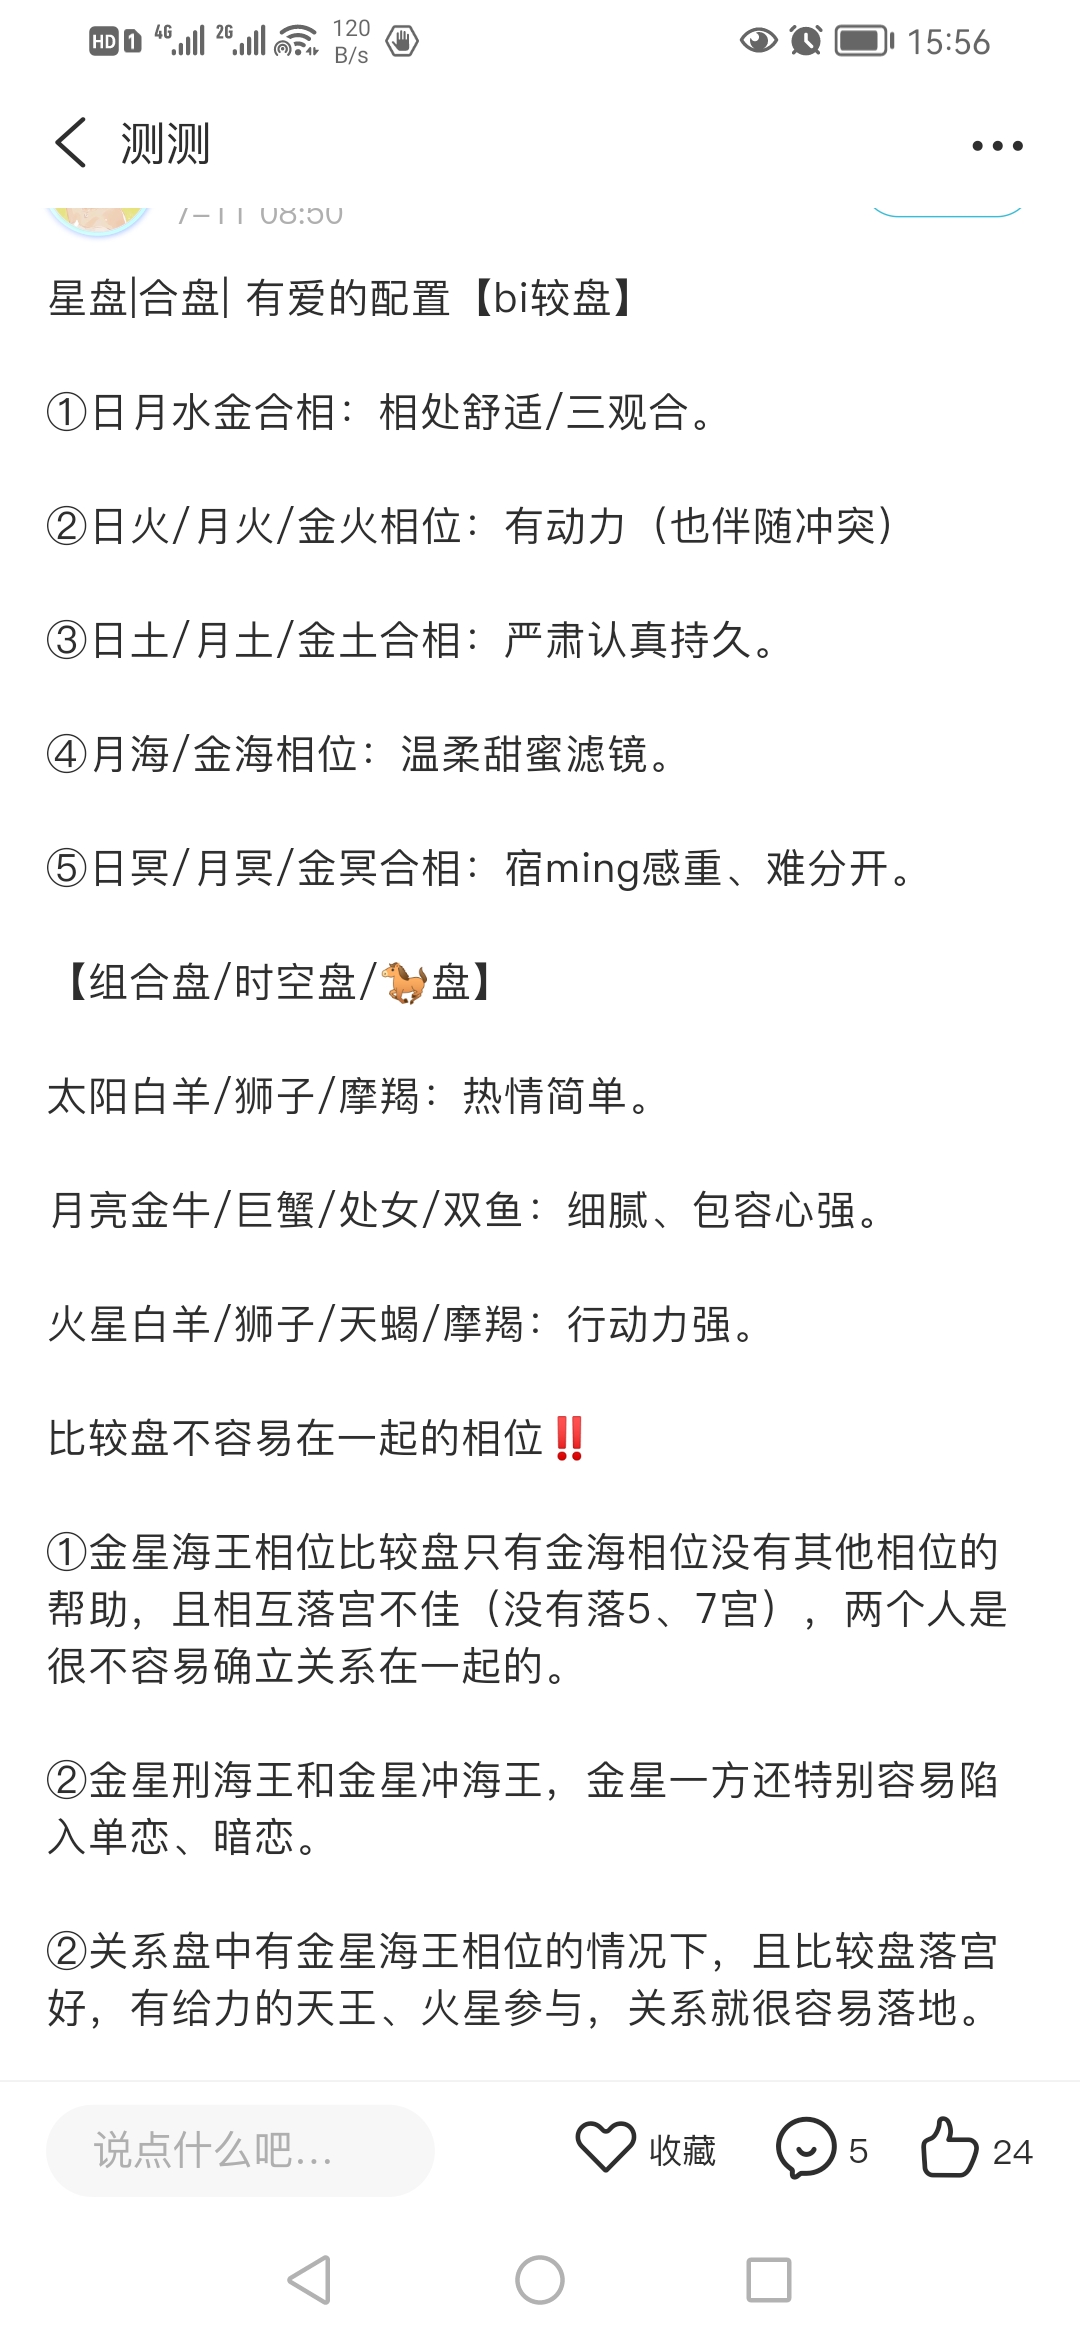 HD 1 4G 2G 120 B/s 15:56
测测
7-11 08:50
星盘|合盘| 有爱的配置【bi较盘】
①日月水金合相：相处舒适/三观合。
②日火/月火/金火相位：有动力（也伴随冲突）
③日土/月土/金土合相：严肃认真持久。
④月海/金海相位：温柔甜蜜滤镜。
⑤日冥/月冥/金冥合相：宿ming感重、难分开。
【组合盘/时空盘/🐎盘】
太阳白羊/狮子/摩羯：热情简单。
月亮金牛/巨蟹/处女/双鱼：细腻、包容心强。
火星白羊/狮子/天蝎/摩羯：行动力强。
比较盘不容易在一起的相位‼️
①金星海王相位比较盘只有金海相位没有其他相位的
帮助，且相互落宫不佳（没有落5、7宫），两个人是
很不容易确立关系在一起的。
②金星刑海王和金星冲海王，金星一方还特别容易陷
入单恋、暗恋。
②关系盘中有金星海王相位的情况下，且比较盘落宫
好，有给力的天王、火星参与，关系就很容易落地。
说点什么吧... 收藏 5 24